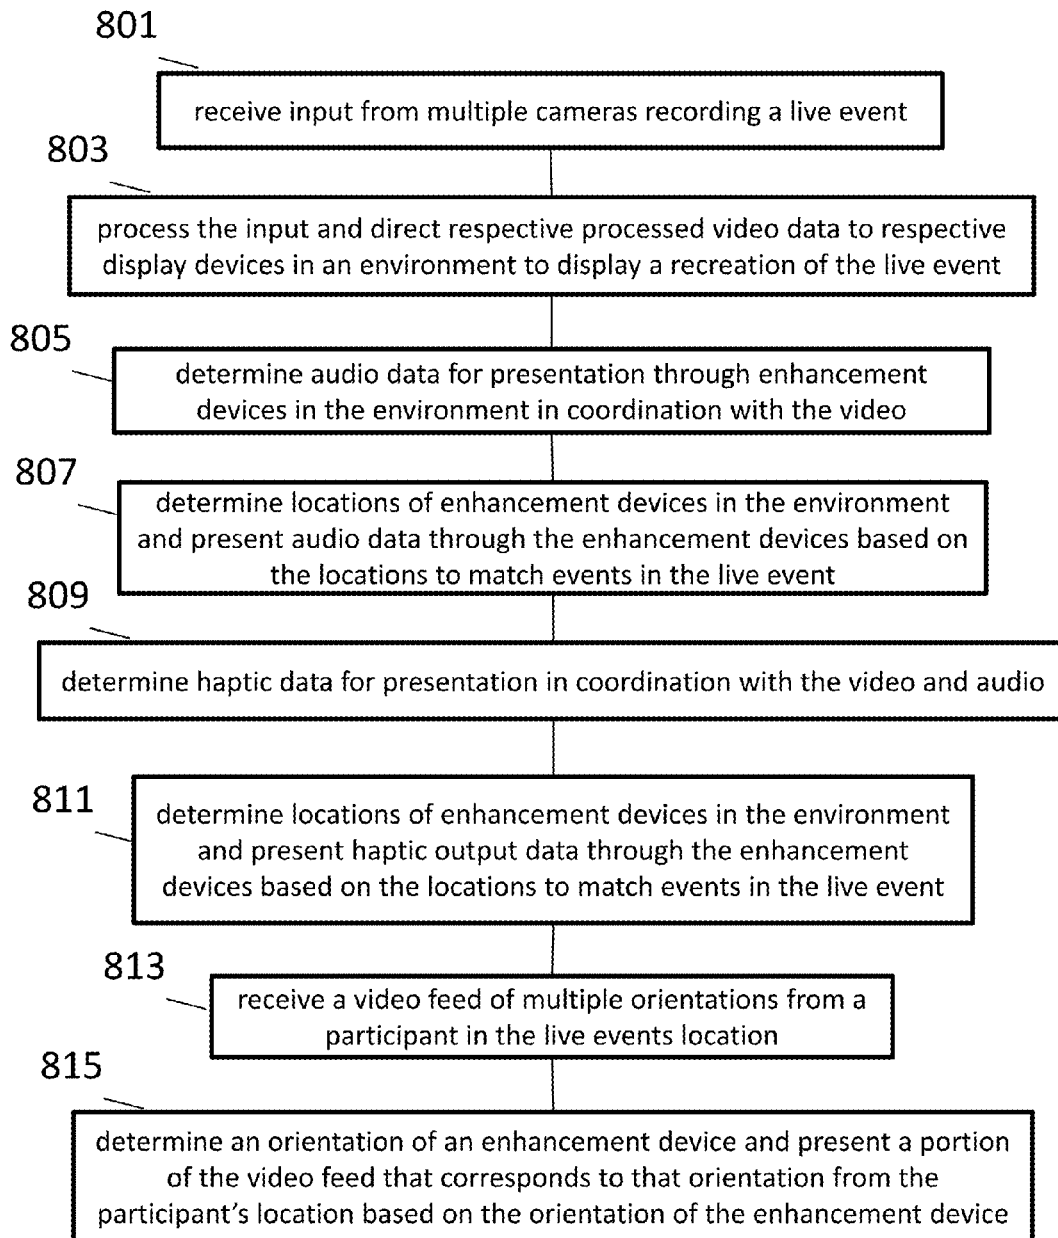 801
receive input from multiple cameras recording a live event
803
process the input and direct respective processed video data to respective
display devices in an environment to display a recreation of the live event
805
determine audio data for presentation through enhancement
devices in the environment in coordination with the video
807
determine locations of enhancement devices in the environment
and present audio data through the enhancement devices based on
the locations to match events in the live event
809
determine haptic data for presentation in coordination with the video and audio
811
determine locations of enhancement devices in the environment
and present haptic output data through the enhancement
devices based on the locations to match events in the live event
813
receive a video feed of multiple orientations from a
participant in the live events location
815
determine an orientation of an enhancement device and present a portion
of the video feed that corresponds to that orientation from the
participant's location based on the orientation of the enhancement device